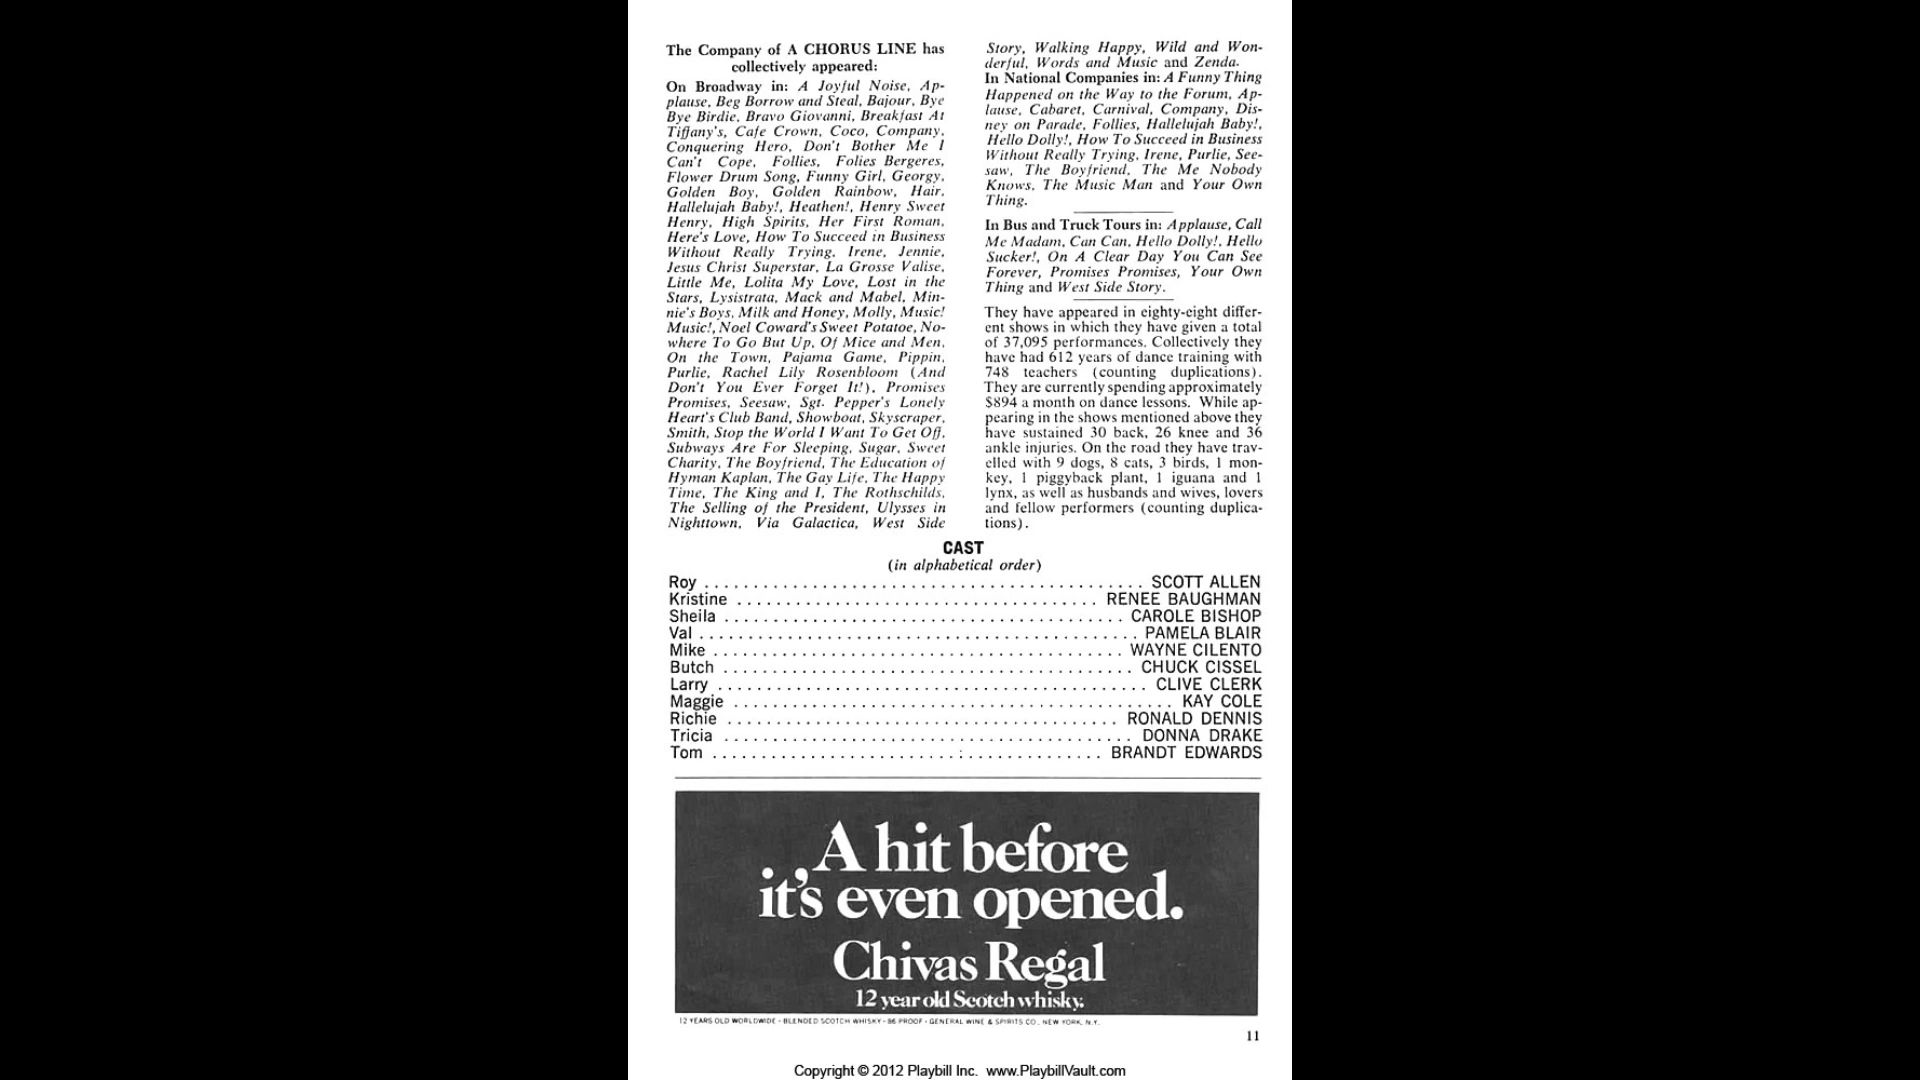 The Company of A CHORUS LINE has
collectively appeared:
On Broadway in: A Joyful Noise, Ap-
plause, Beg Borrow and Steal, Bajour, Bye
Bye Birdie, Bravo Giovanni, Breakfast At
Tiffany's, Cafe Crown, Coco, Company,
Conquering Hero, Don't Bother Me I
Can't Cope, Follies, Folies Bergeres,
Flower Drum Song, Funny Girl, Georgy,
Golden Boy, Golden Rainbow, Hair,
Hallelujah Baby!, Heathen!, Henry Sweet
Henry, High Spirits, Her First Roman,
Here's Love, How To Succeed in Business
Without Really Trying, Irene, Jennie,
Jesus Christ Superstar, La Grosse Valise,
Little Me, Lolita My Love, Lost in the
Stars, Lysistrata, Mack and Mabel, Min-
nie's Boys, Milk and Honey, Molly, Music!
Music!, Noel Coward's Sweet Potatoe, No-
where To Go But Up, Of Mice and Men,
On the Town, Pajama Game, Pippin,
Purlie, Rachel Lily Rosenbloom (And
Don't You Ever Forget It!), Promises
Promises, Seesaw, Sgt. Pepper's Lonely
Heart's Club Band, Showboat, Skyscraper,
Smith, Stop the World I Want To Get Off,
Subways Are For Sleeping, Sugar, Sweet
Charity, The Boyfriend, The Education of
Hyman Kaplan, The Gay Life, The Happy
Time, The King and I, The Rothschilds,
The Selling of the President, Ulysses in
Nighttown, Via Galactica, West Side
Story, Walking Happy, Wild and Won-
derful, Words and Music and Zenda.
In National Companies in: A Funny Thing
Happened on the Way to the Forum, Ap-
lause, Cabaret, Carnival, Company, Dis-
ney on Parade, Follies, Hallelujah Baby!,
Hello Dolly!, How To Succeed in Business
Without Really Trying, Irene, Purlie, See-
saw, The Boyfriend, The Me Nobody
Knows, The Music Man and Your Own
Thing.
In Bus and Truck Tours in: Applause, Call
Me Madam, Can Can, Hello Dolly!, Hello
Sucker!, On A Clear Day You Can See
Forever, Promises Promises, Your Own
Thing and West Side Story.
They have appeared in eighty-eight differ-
ent shows in which they have given a total
of 37,095 performances. Collectively they
have had 612 years of dance training with
748 teachers (counting duplications).
They are currently spending approximately
$894 a month on dance lessons. While ap-
pearing in the shows mentioned above they
have sustained 30 back, 26 knee and 36
ankle injuries. On the road they have trav-
elled with 9 dogs, 8 cats, 3 birds, 1 mon-
key, 1 piggyback plant, 1 iguana and 1
lynx, as well as husbands and wives, lovers
and fellow performers (counting duplica-
tions).
CAST
(in alphabetical order)
Roy ........ SCOTT ALLEN
Kristine ........ RENEE BAUGHMAN
Sheila ........ CAROLE BISHOP
Val ........ PAMELA BLAIR
Mike ........ WAYNE CILENTO
Butch ........ CHUCK CISSEL
Larry ........ CLIVE CLERK
Maggie ........ KAY COLE
Richie ........ RONALD DENNIS
Tricia ........ DONNA DRAKE
Tom ........ BRANDT EDWARDS
A hit before
it's even opened.
Chivas Regal
12 year old Scotch whisky.
12 YEARS OLD WORLDWIDE • BLENDED SCOTCH WHISKY • 86 PROOF • GENERAL WINE & SPIRITS CO., NEW YORK, N.Y.
11
Copyright © 2012 Playbill Inc. www.PlaybillVault.com